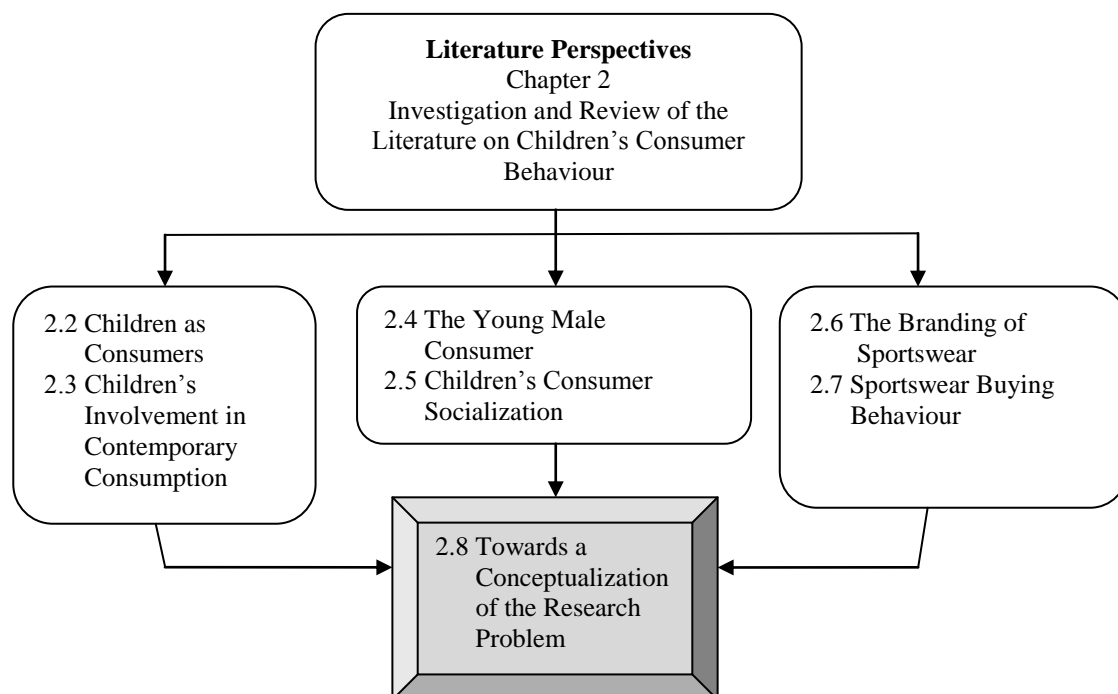 Literature Perspectives
Chapter 2
Investigation and Review of the
Literature on Children’s Consumer
Behaviour
2.2 Children as
Consumers
2.3 Children’s
Involvement in
Contemporary
Consumption
2.4 The Young Male
Consumer
2.5 Children’s Consumer
Socialization
2.6 The Branding of
Sportswear
2.7 Sportswear Buying
Behaviour
2.8 Towards a
Conceptualization
of the Research
Problem